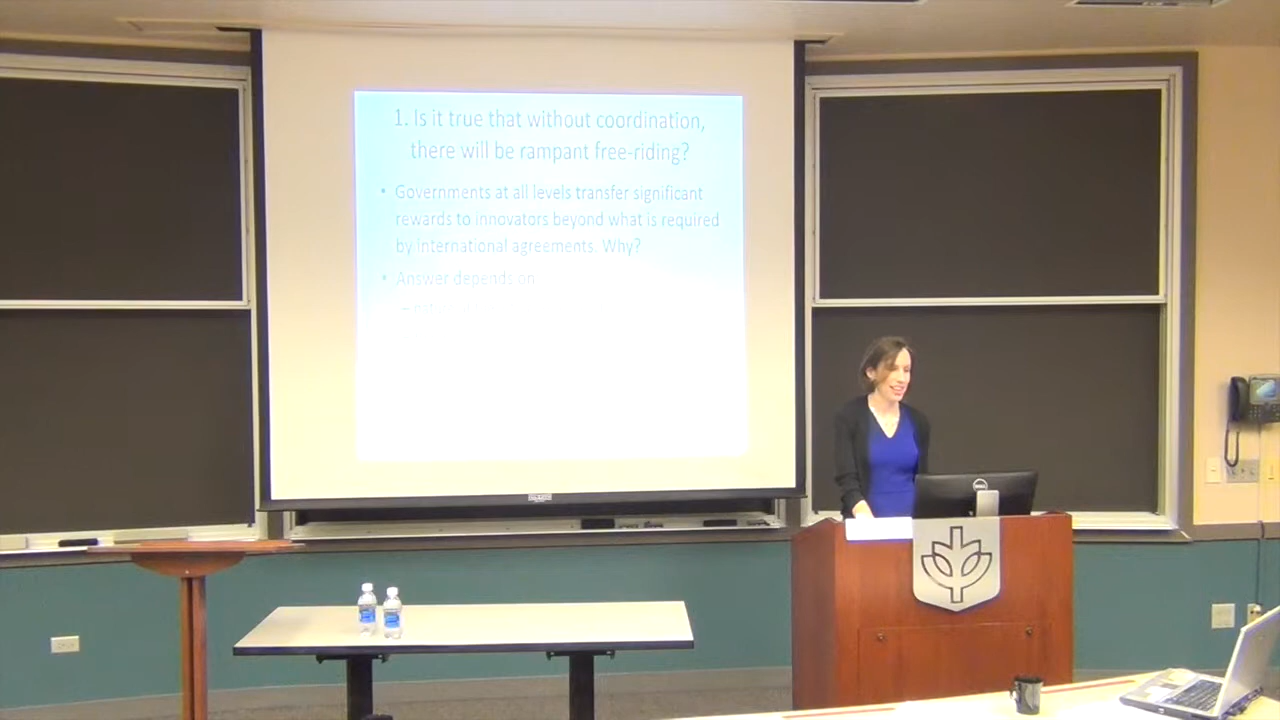 1. Is it true that without coordination,
there will be rampant free-riding?
• Governments at all levels transfer significant
rewards to innovators beyond what is required
by international agreements. Why?
• Answer depends on
DELL